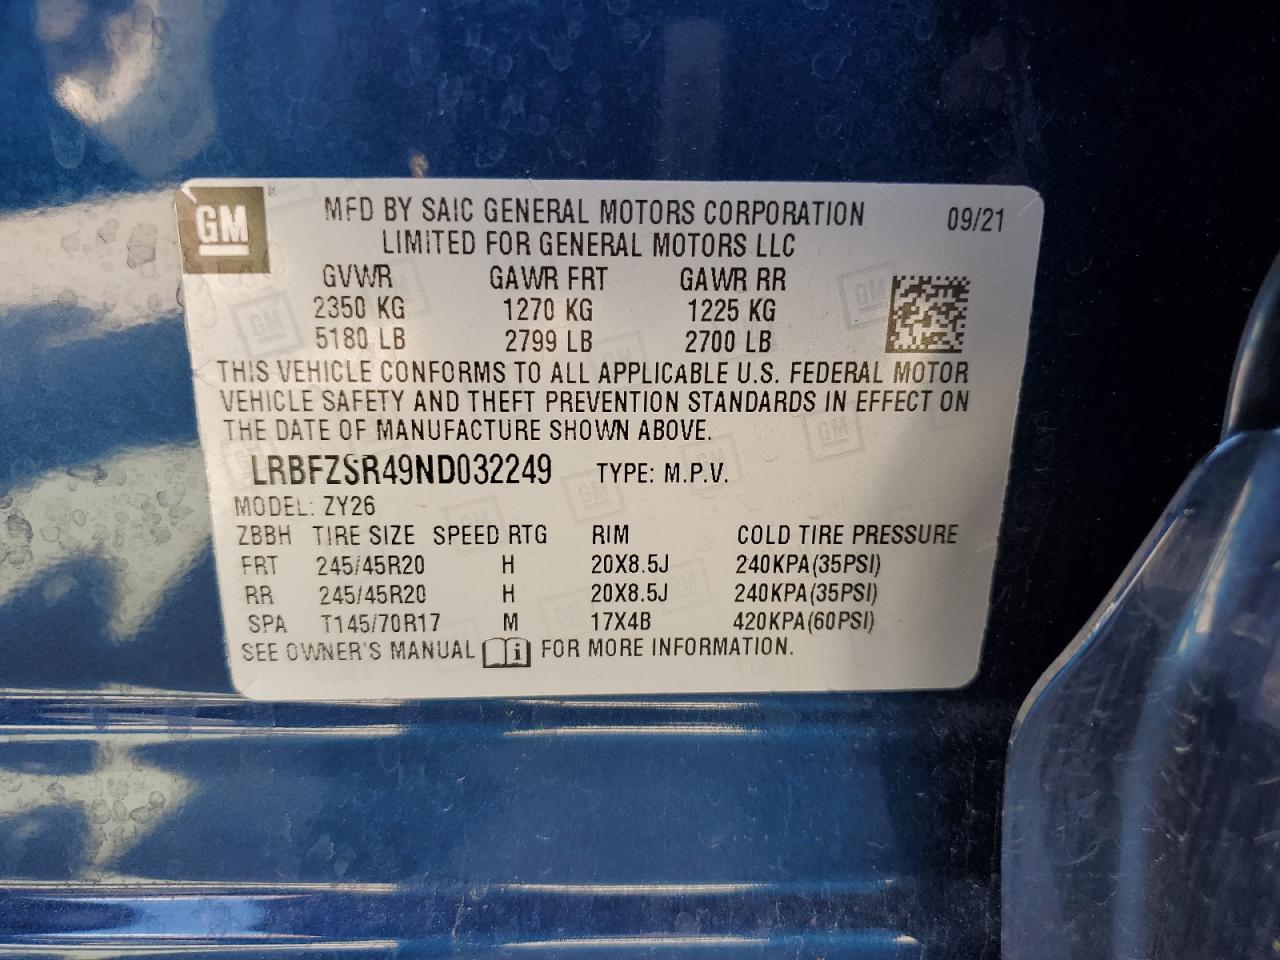 GM ® MFD BY SAIC GENERAL MOTORS CORPORATION 09/21
LIMITED FOR GENERAL MOTORS LLC
GVWR GAWR FRT GAWR RR
2350 KG 1270 KG 1225 KG
5180 LB 2799 LB 2700 LB
THIS VEHICLE CONFORMS TO ALL APPLICABLE U.S. FEDERAL MOTOR
VEHICLE SAFETY AND THEFT PREVENTION STANDARDS IN EFFECT ON
THE DATE OF MANUFACTURE SHOWN ABOVE.
LRBFZSR49ND032249 TYPE: M.P.V.
MODEL: ZY26
ZBBH TIRE SIZE SPEED RTG RIM COLD TIRE PRESSURE
FRT 245/45R20 H 20X8.5J 240KPA(35PSI)
RR 245/45R20 H 20X8.5J 240KPA(35PSI)
SPA T145/70R17 M 17X4B 420KPA(60PSI)
SEE OWNER'S MANUAL i FOR MORE INFORMATION.